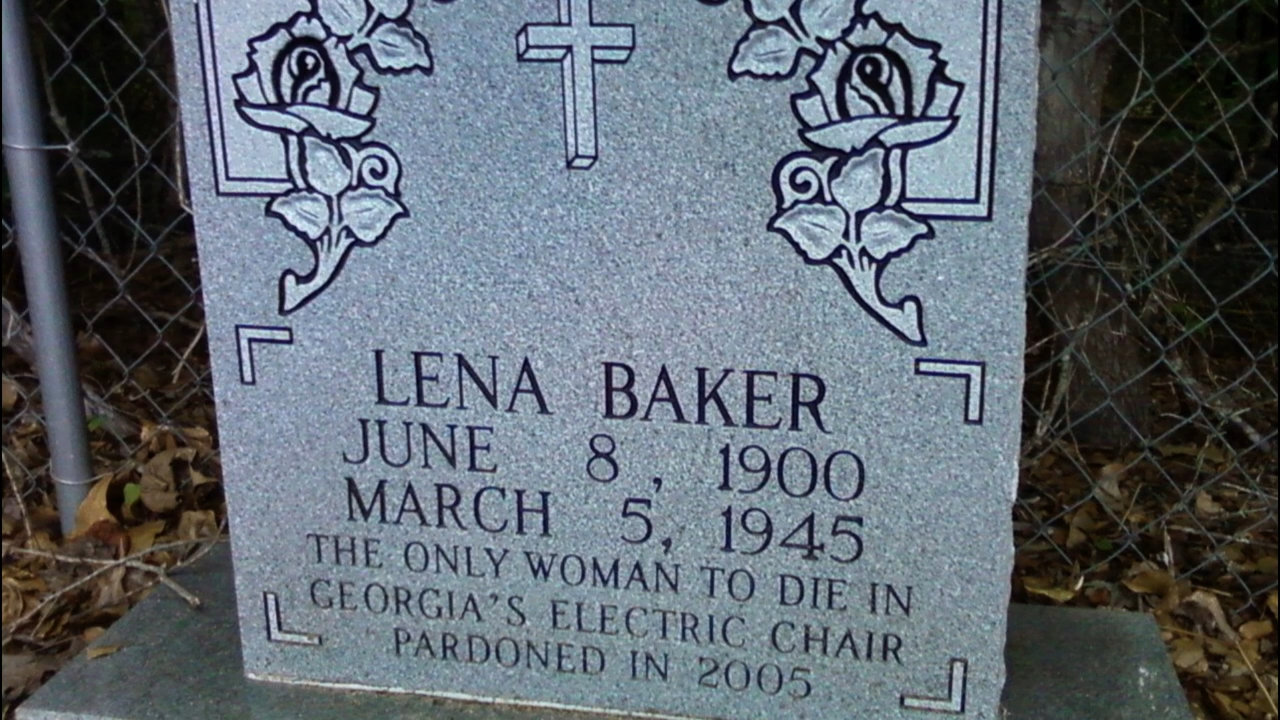 LENA BAKER
JUNE 8, 1900
MARCH 5, 1945
THE ONLY WOMAN TO DIE IN
GEORGIA'S ELECTRIC CHAIR
PARDONED IN 2005